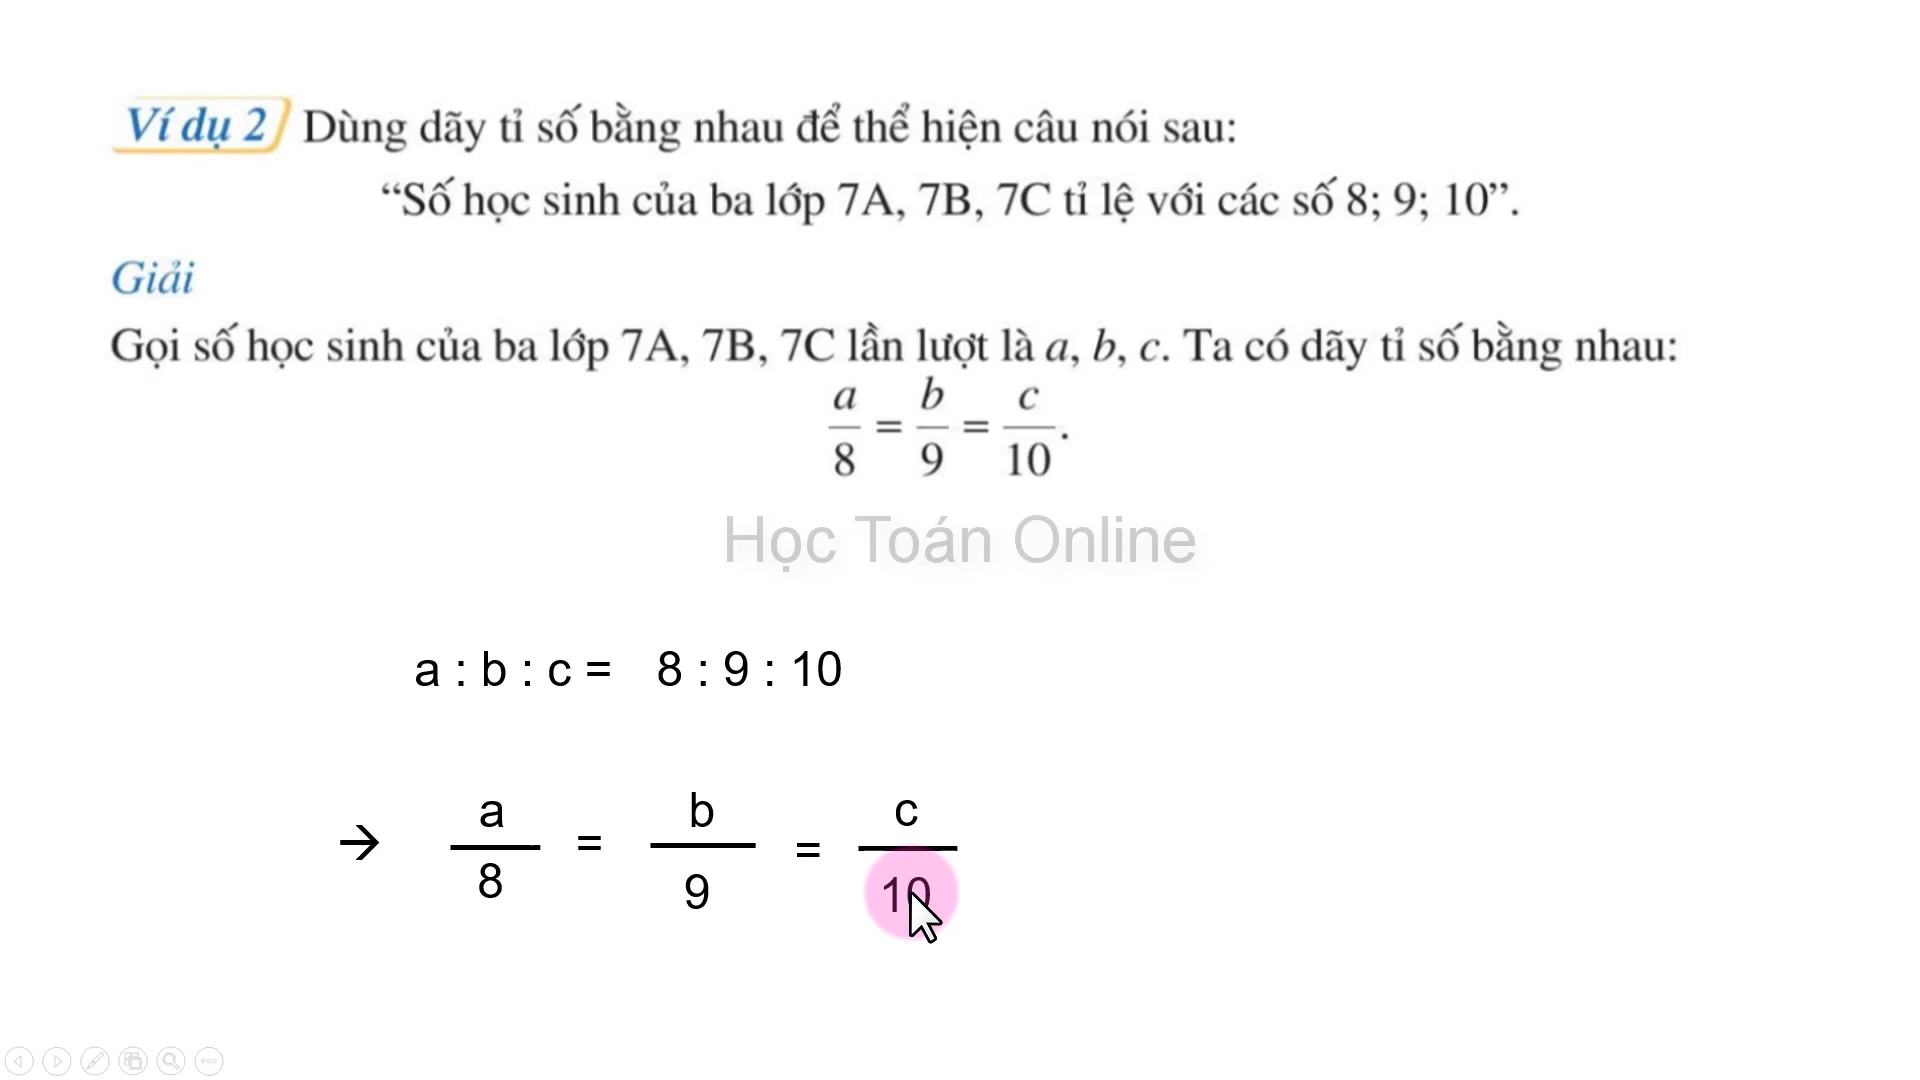 Ví dụ 2 Dùng dãy tỉ số bằng nhau để thể hiện câu nói sau:
“Số học sinh của ba lớp 7A, 7B, 7C tỉ lệ với các số 8; 9; 10”.
Giải
Gọi số học sinh của ba lớp 7A, 7B, 7C lần lượt là a, b, c. Ta có dãy tỉ số bằng nhau:
a/8 = b/9 = c/10.
Học Toán Online
a : b : c = 8 : 9 : 10
→ a/8 = b/9 = c/10